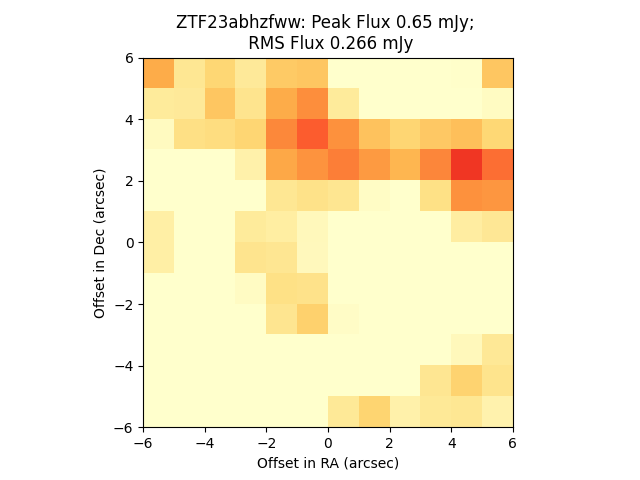 ZTF23abhzfww: Peak Flux 0.65 mJy;
RMS Flux 0.266 mJy
6
4
2
0
−2
−4
−6
Offset in Dec (arcsec)
−6 −4 −2 0 2 4 6
Offset in RA (arcsec)